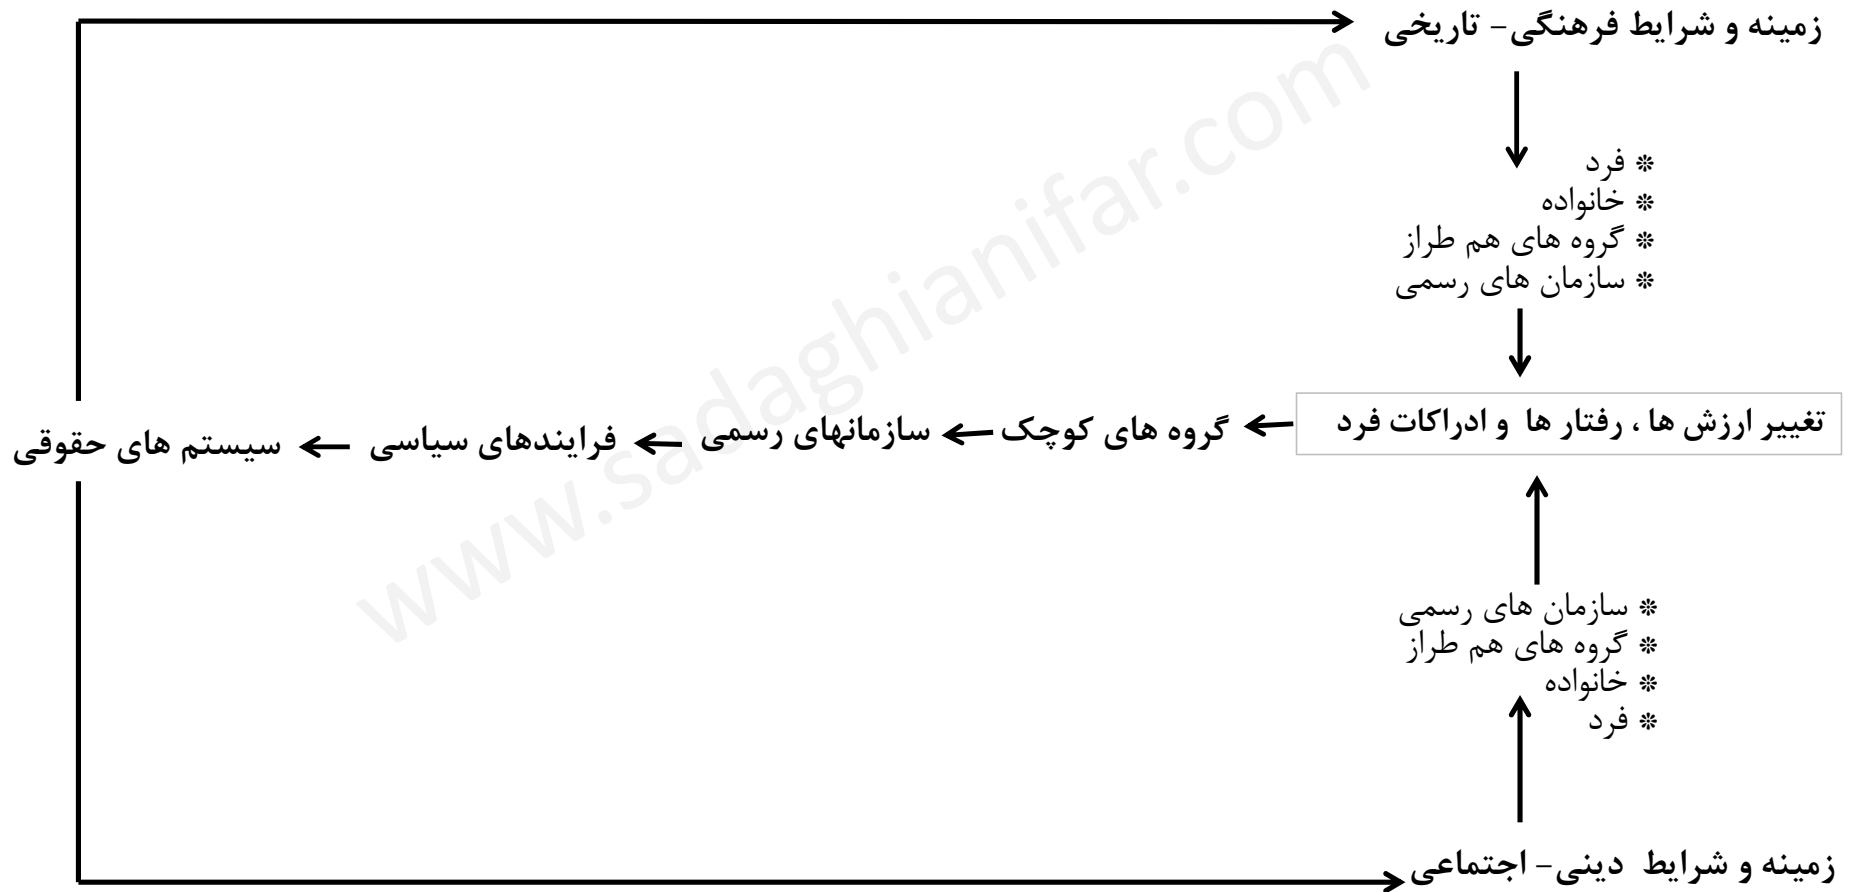 زمینه و شرایط فرهنگی- تاریخی
❊ فرد
❊ خانواده
❊ گروه های هم طراز
❊ سازمان های رسمی
تغییر ارزش ها ، رفتار ها و ادراکات فرد
گروه های کوچک
سازمانهای رسمی
فرایندهای سیاسی
سیستم های حقوقی
❊ سازمان های رسمی
❊ گروه های هم طراز
❊ خانواده
❊ فرد
زمینه و شرایط دینی- اجتماعی
www.sadaghianifar.com